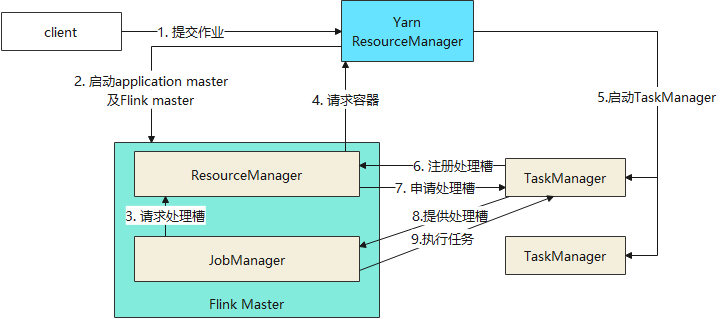 client
1. 提交作业
Yarn
ResourceManager
2. 启动application master
及Flink master
4. 请求容器
5.启动TaskManager
ResourceManager
6. 注册处理槽
7. 申请处理槽
TaskManager
3. 请求处理槽
8.提供处理槽
9.执行任务
JobManager
TaskManager
Flink Master